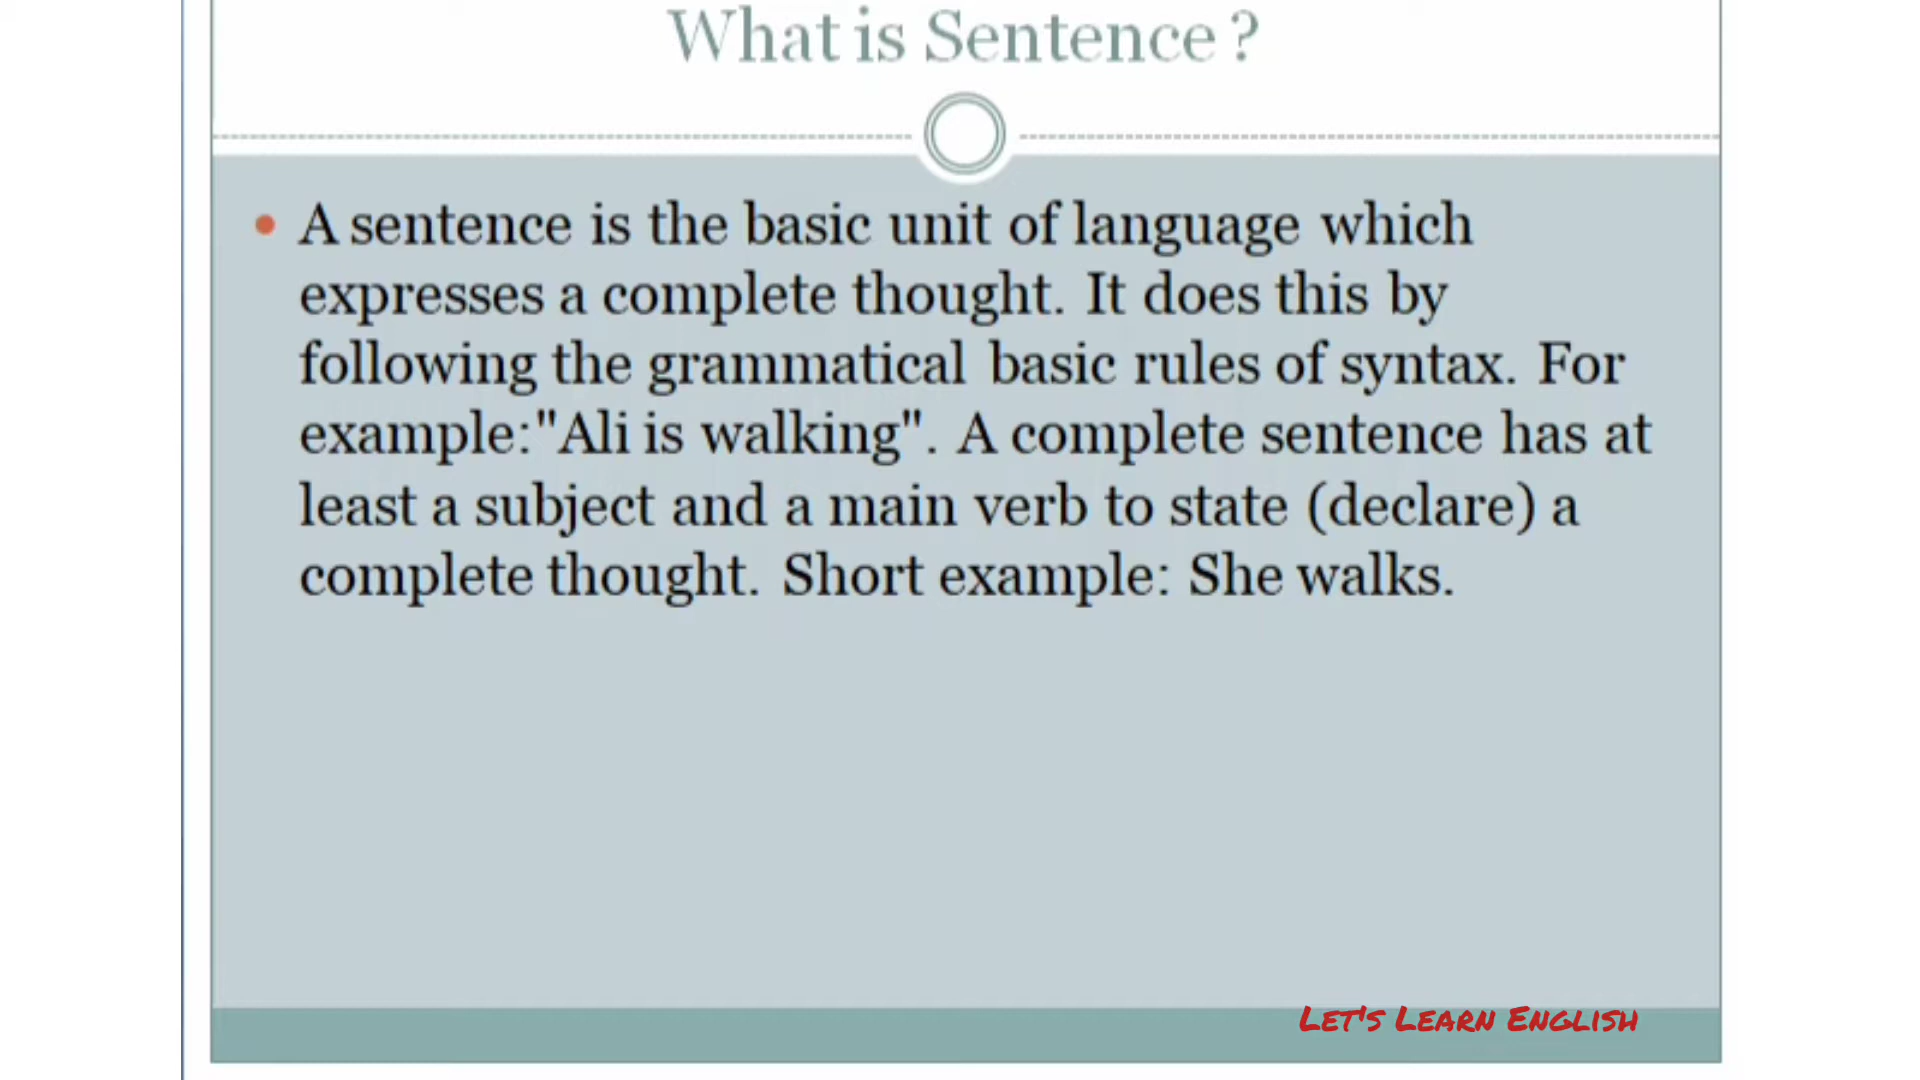 What is Sentence ?
• A sentence is the basic unit of language which
expresses a complete thought. It does this by
following the grammatical basic rules of syntax. For
example:"Ali is walking". A complete sentence has at
least a subject and a main verb to state (declare) a
complete thought. Short example: She walks.
Let's Learn English